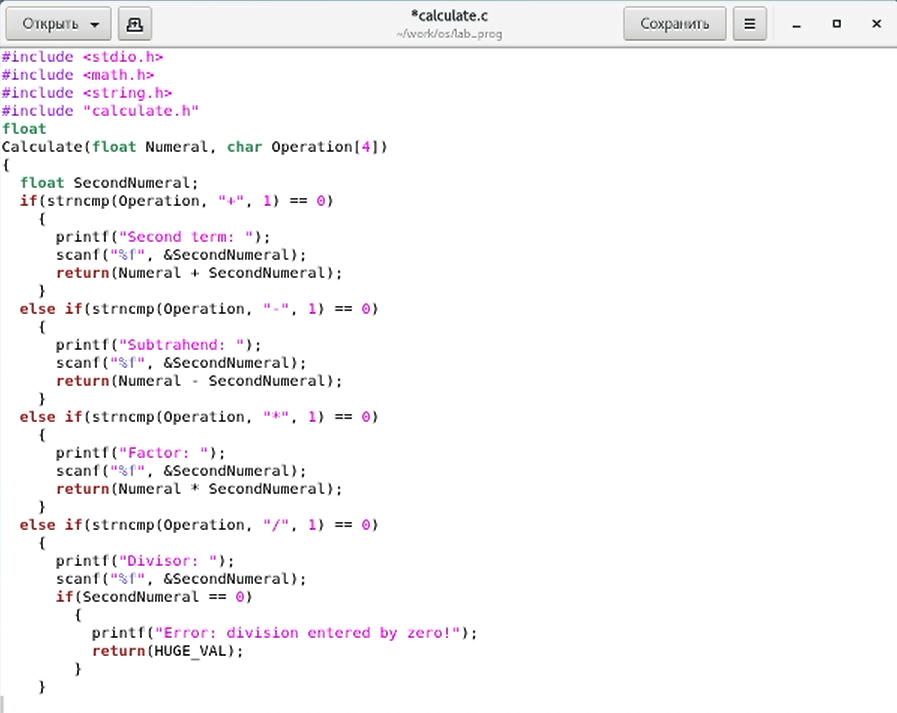 Открыть
*calculate.c
~/work/os/lab_prog
Сохранить
#include <stdio.h>
#include <math.h>
#include <string.h>
#include "calculate.h"
float
Calculate(float Numeral, char Operation[4])
{
  float SecondNumeral;
  if(strncmp(Operation, "+", 1) == 0)
    {
      printf("Second term: ");
      scanf("%f", &SecondNumeral);
      return(Numeral + SecondNumeral);
    }
  else if(strncmp(Operation, "-", 1) == 0)
    {
      printf("Subtrahend: ");
      scanf("%f", &SecondNumeral);
      return(Numeral - SecondNumeral);
    }
  else if(strncmp(Operation, "*", 1) == 0)
    {
      printf("Factor: ");
      scanf("%f", &SecondNumeral);
      return(Numeral * SecondNumeral);
    }
  else if(strncmp(Operation, "/", 1) == 0)
    {
      printf("Divisor: ");
      scanf("%f", &SecondNumeral);
      if(SecondNumeral == 0)
        {
          printf("Error: division entered by zero!");
          return(HUGE_VAL);
        }
    }